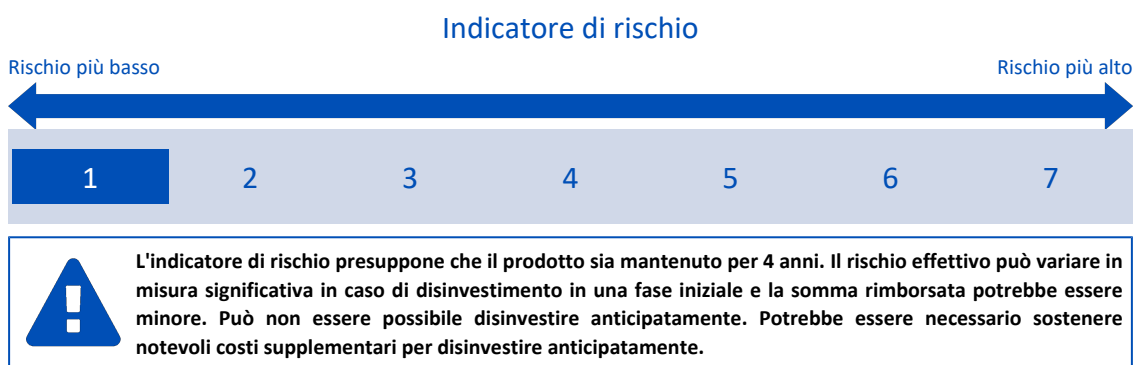 Indicatore di rischio
Rischio più basso Rischio più alto
1 2 3 4 5 6 7
L'indicatore di rischio presuppone che il prodotto sia mantenuto per 4 anni. Il rischio effettivo può variare in
misura significativa in caso di disinvestimento in una fase iniziale e la somma rimborsata potrebbe essere
minore. Può non essere possibile disinvestire anticipatamente. Potrebbe essere necessario sostenere
notevoli costi supplementari per disinvestire anticipatamente.